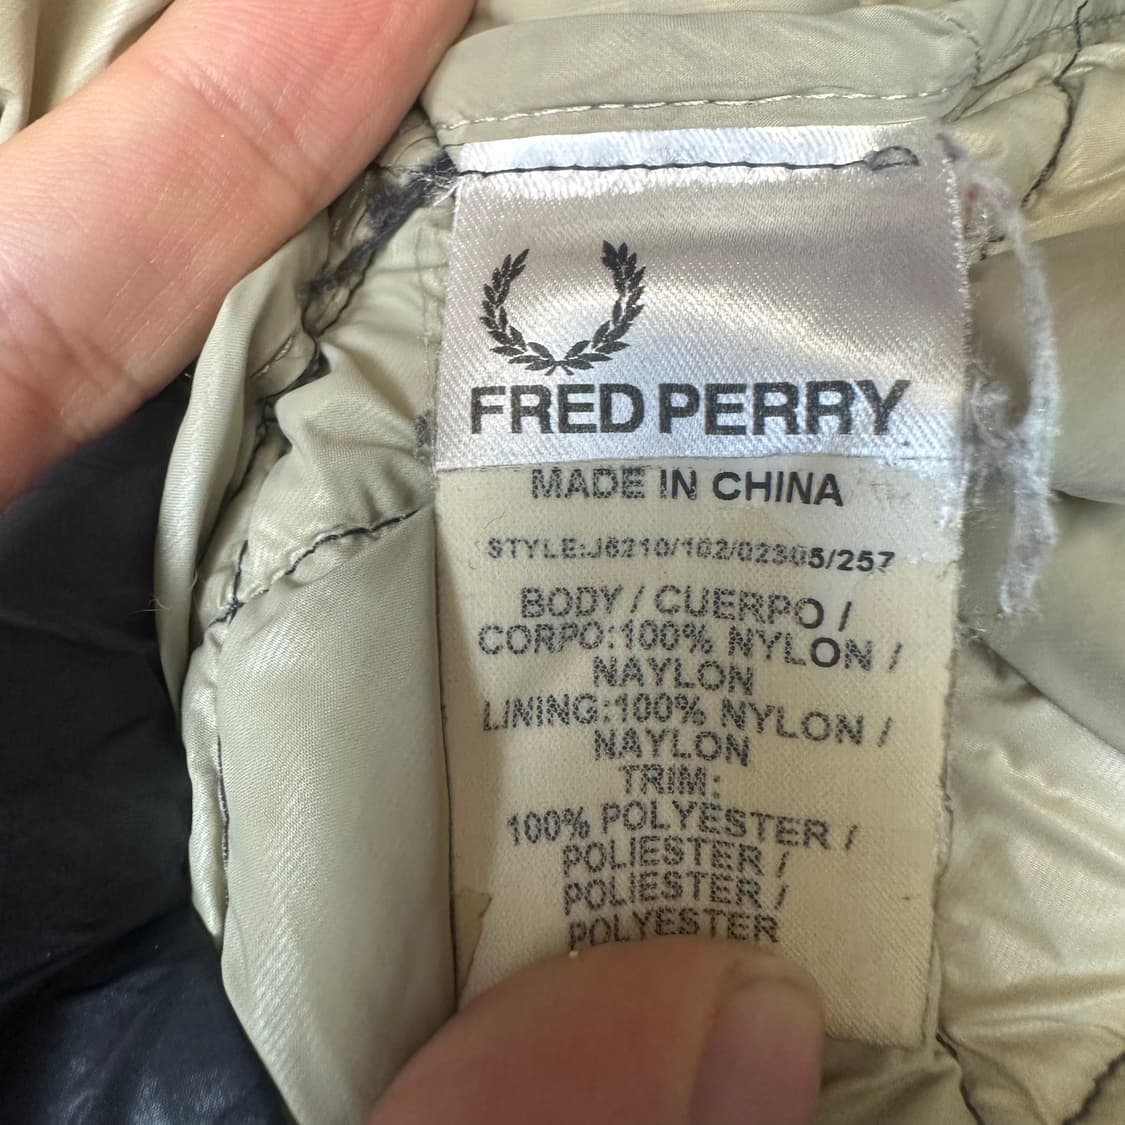 FRED PERRY
MADE IN CHINA
STYLE:J6210/102/02305/257
BODY / CUERPO /
CORPO:100% NYLON /
NAYLON
LINING:100% NYLON /
NAYLON
TRIM:
100% POLYESTER /
POLIESTER /
POLIESTER /
POLYESTER